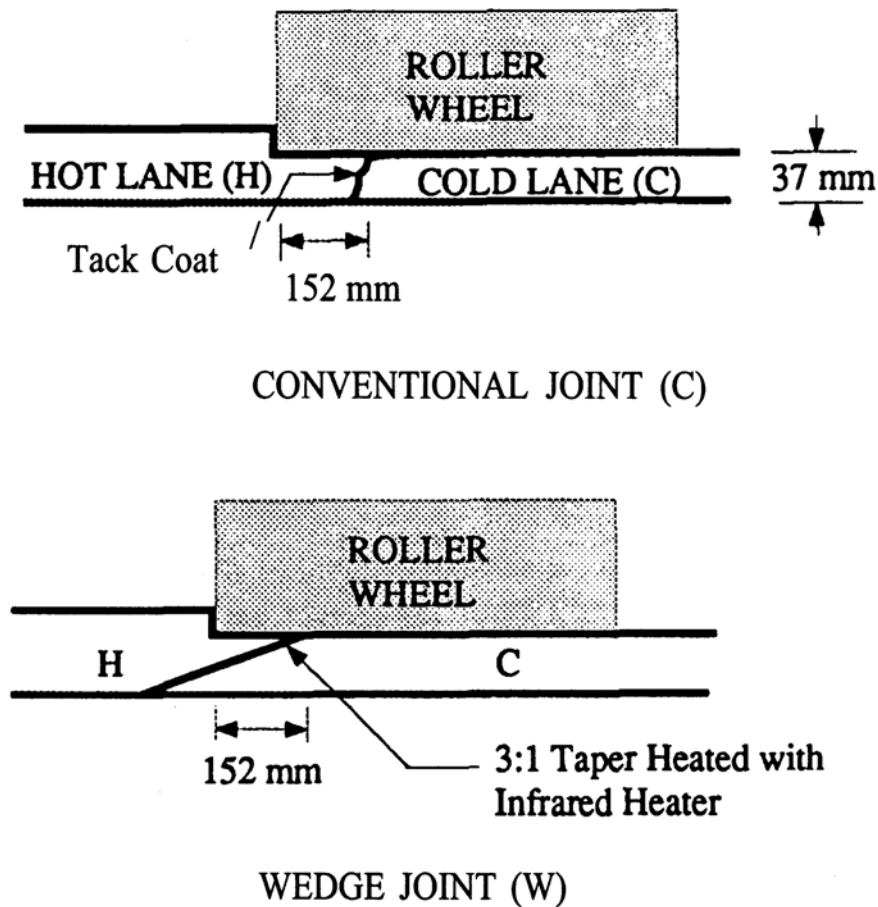 ROLLER
WHEEL
HOT LANE (H)
COLD LANE (C)
37 mm
Tack Coat
152 mm
CONVENTIONAL JOINT (C)
ROLLER
WHEEL
H
C
152 mm
3:1 Taper Heated with
Infrared Heater
WEDGE JOINT (W)